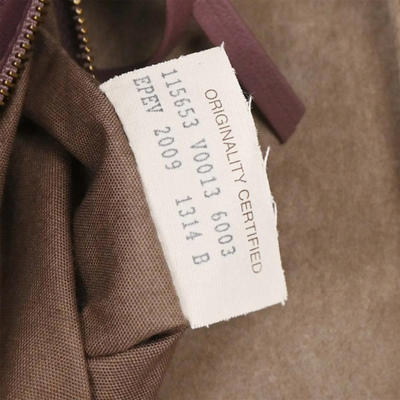 ORIGINALITY CERTIFIED
115653 V0013 6003
EPEV 2009 1314 B